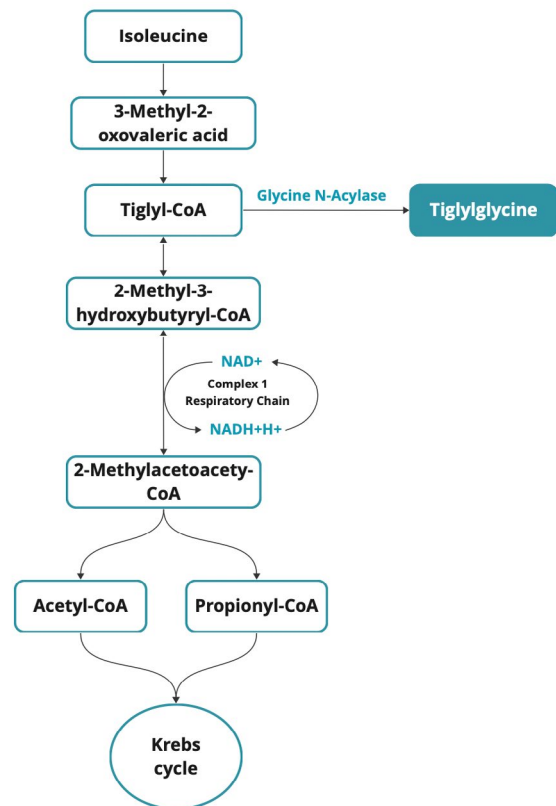 Isoleucine
3-Methyl-2-
oxovaleric acid
Tiglyl-CoA
Glycine N-Acylase
Tiglylglycine
2-Methyl-3-
hydroxybutyryl-CoA
NAD+
Complex 1
Respiratory Chain
NADH+H+
2-Methylacetoacety-
CoA
Acetyl-CoA
Propionyl-CoA
Krebs
cycle